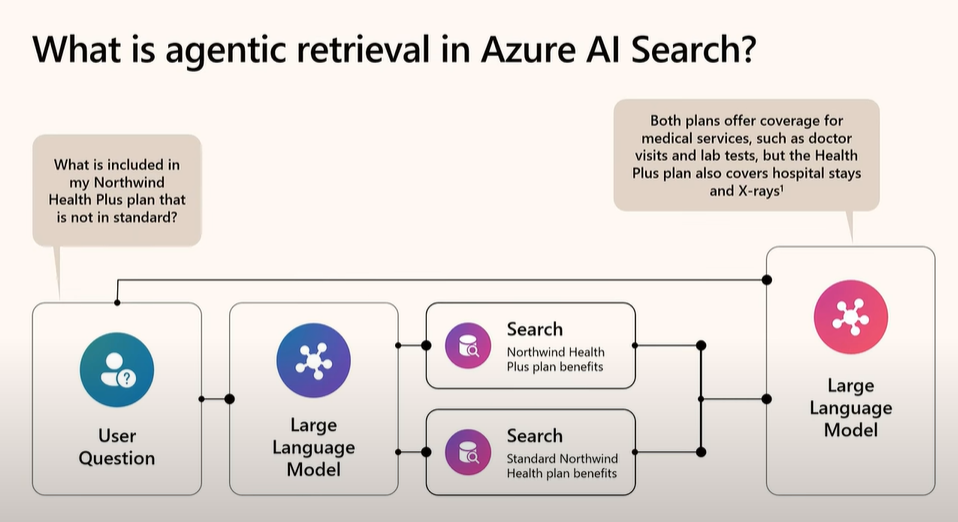 What is agentic retrieval in Azure AI Search?
What is included in
my Northwind
Health Plus plan that
is not in standard?
Both plans offer coverage for
medical services, such as doctor
visits and lab tests, but the Health
Plus plan also covers hospital stays
and X-rays¹
?
User
Question
Large
Language
Model
Search
Northwind Health
Plus plan benefits
Search
Standard Northwind
Health plan benefits
Large
Language
Model